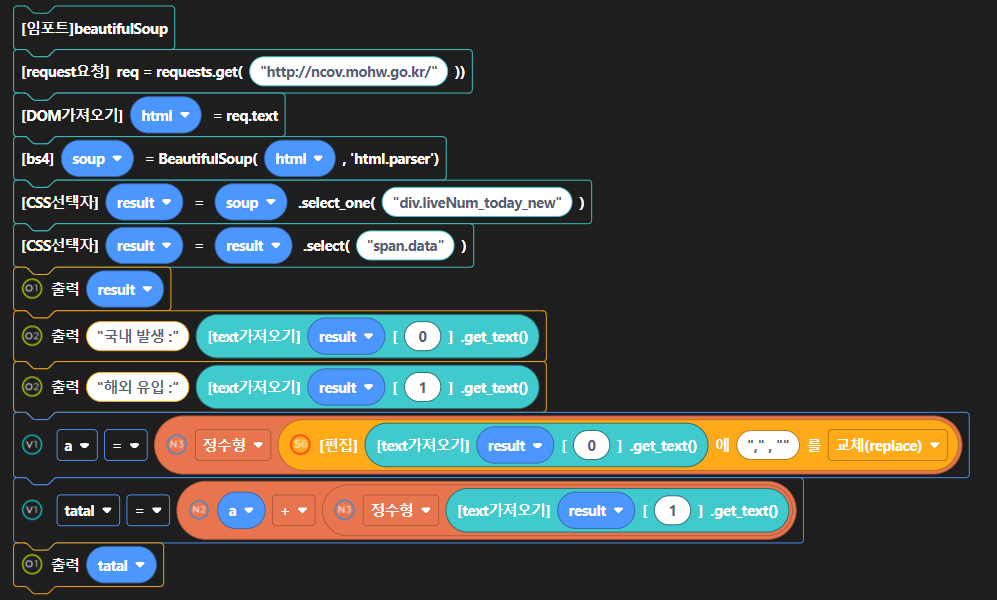 [임포트]beautifulSoup
[request요청] req = requests.get( "http://ncov.mohw.go.kr/" ))
[DOM가져오기] html = req.text
[bs4] soup = BeautifulSoup( html , 'html.parser')
[CSS선택자] result = soup .select_one( "div.liveNum_today_new" )
[CSS선택자] result = result .select( "span.data" )
O1 출력 result
O2 출력 "국내 발생 :" [text가져오기] result [ 0 ] .get_text()
O2 출력 "해외 유입 :" [text가져오기] result [ 1 ] .get_text()
V1 a = N3 정수형 S6 [편집] [text가져오기] result [ 0 ] .get_text() 에 "," , "" 를 교체(replace)
V1 tatal = N2 a + N3 정수형 [text가져오기] result [ 1 ] .get_text()
O1 출력 tatal